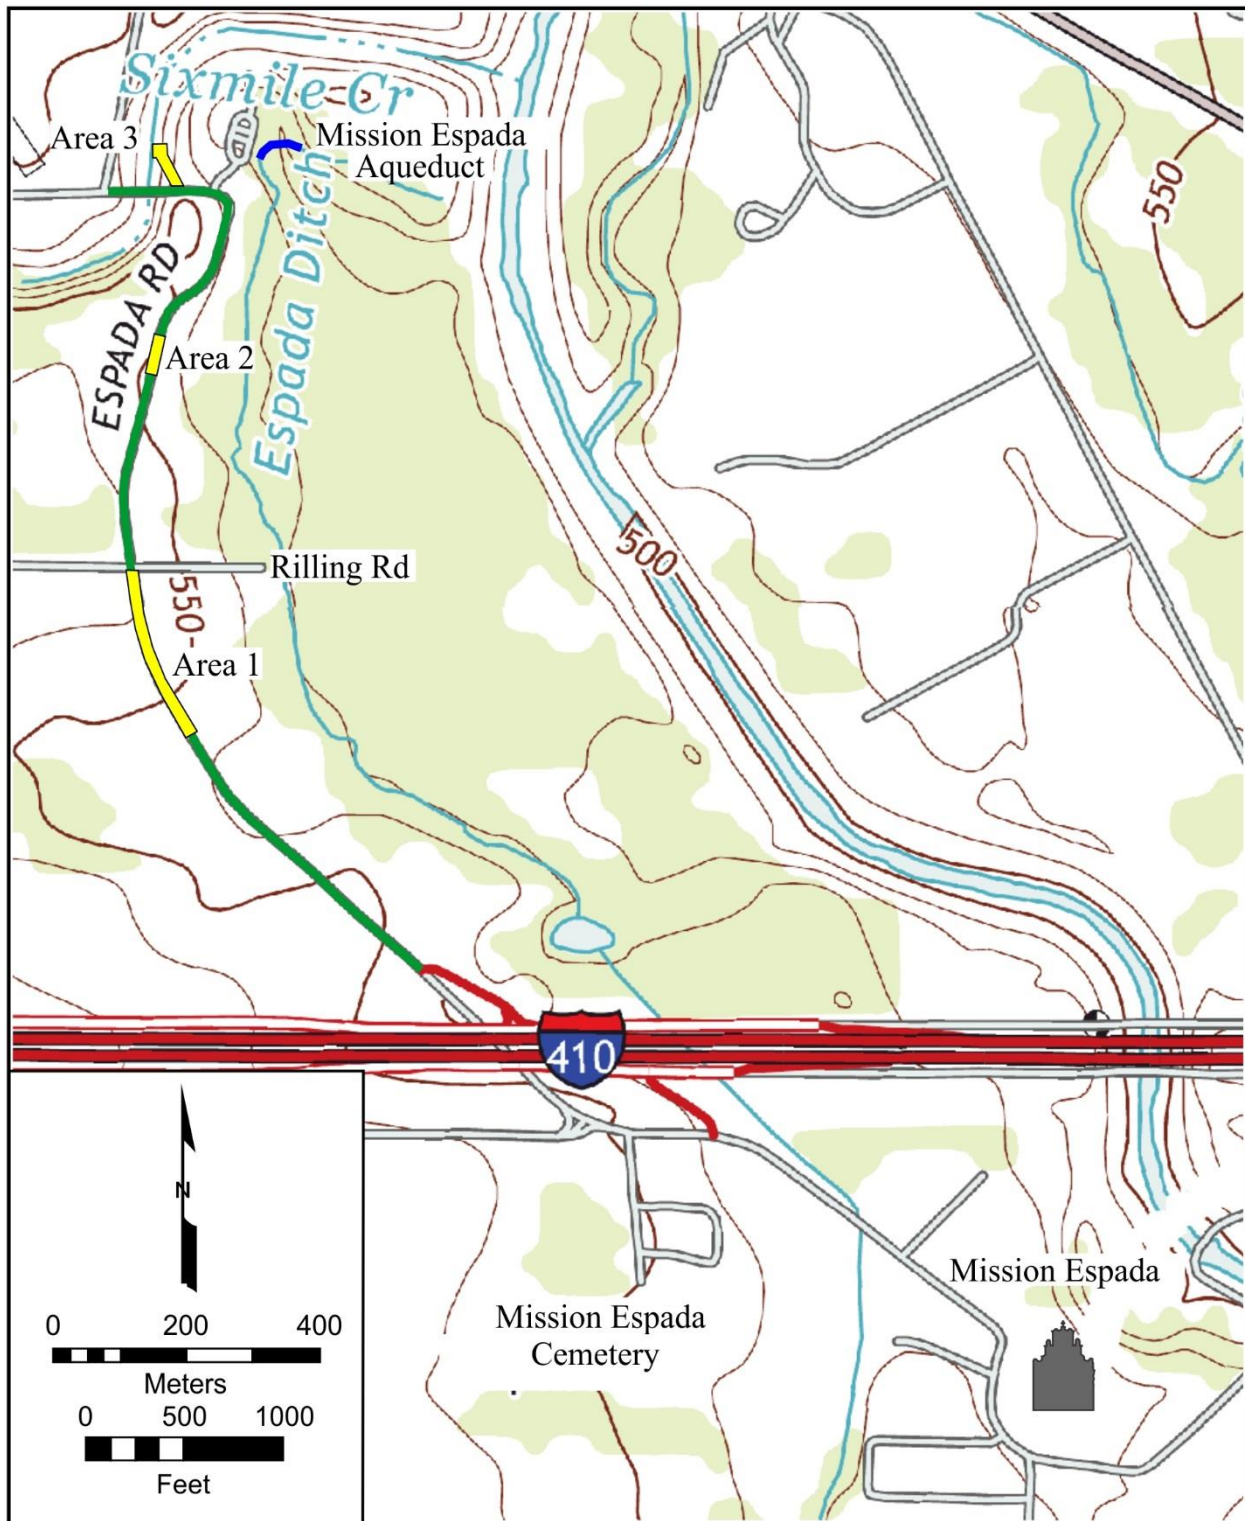 Sixmile Cr
Area 3
Mission Espada
Aqueduct
550
ESPADA RD
Espada Ditch
Area 2
500
Rilling Rd
550
Area 1
410
N
0 200 400
Meters
0 500 1000
Feet
Mission Espada
Mission Espada
Cemetery